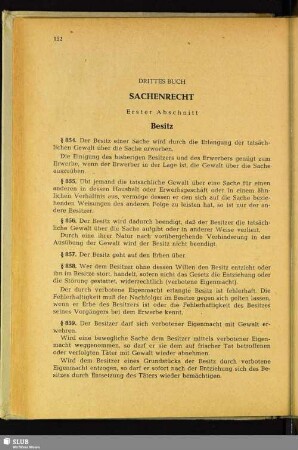 122
DRITTES BUCH
SACHENRECHT
Erster Abschnitt
Besitz
§ 854. Der Besitz einer Sache wird durch die Erlangung der tatsäch-
lichen Gewalt über die Sache erworben.
Die Einigung des bisherigen Besitzers und des Erwerbers genügt zum
Erwerbe, wenn der Erwerber in der Lage ist, die Gewalt über die Sache
auszuüben.
§ 855. Übt jemand die tatsächliche Gewalt über eine Sache für einen
anderen in dessen Haushalt oder Erwerbsgeschäft oder in einem ähn-
lichen Verhältnis aus, vermöge dessen er den sich auf die Sache bezie-
henden Weisungen des anderen Folge zu leisten hat, so ist nur der an-
dere Besitzer.
§ 856. Der Besitz wird dadurch beendigt, daß der Besitzer die tatsäch-
liche Gewalt über die Sache aufgibt oder in anderer Weise verliert.
Durch eine ihrer Natur nach vorübergehende Verhinderung in der
Ausübung der Gewalt wird der Besitz nicht beendigt.
§ 857. Der Besitz geht auf den Erben über.
§ 858. Wer dem Besitzer ohne dessen Willen den Besitz entzieht oder
ihn im Besitze stört, handelt, sofern nicht das Gesetz die Entziehung oder
die Störung gestattet, widerrechtlich (verbotene Eigenmacht).
Der durch verbotene Eigenmacht erlangte Besitz ist fehlerhaft. Die
Fehlerhaftigkeit muß der Nachfolger im Besitze gegen sich gelten lassen,
wenn er Erbe des Besitzers ist oder die Fehlerhaftigkeit des Besitzes
seines Vorgängers bei dem Erwerbe kennt.
§ 859. Der Besitzer darf sich verbotener Eigenmacht mit Gewalt er-
wehren.
Wird eine bewegliche Sache dem Besitzer mittels verbotener Eigen-
macht weggenommen, so darf er sie dem auf frischer Tat betroffenen
oder verfolgten Täter mit Gewalt wieder abnehmen.
Wird dem Besitzer eines Grundstücks der Besitz durch verbotene
Eigenmacht entzogen, so darf er sofort nach der Entziehung sich des Be-
sitzes durch Entsetzung des Täters wieder bemächtigen.
SLUB